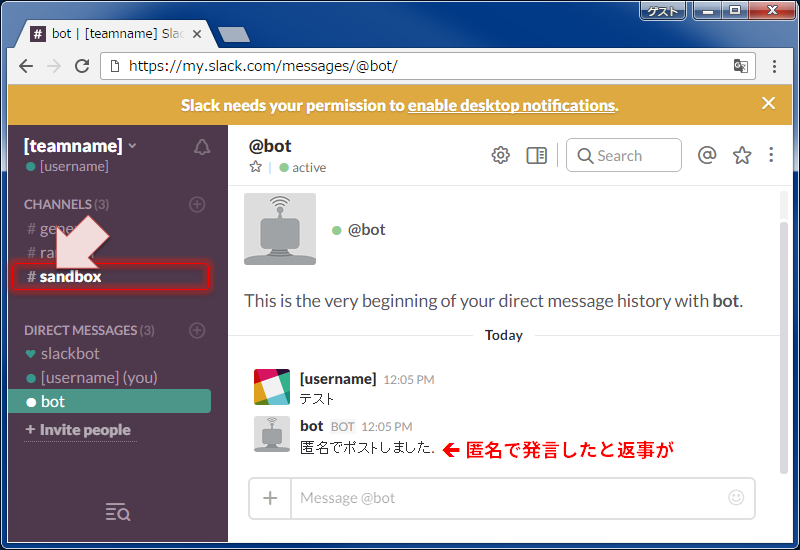 ゲスト
bot | [teamname] Slac
https://my.slack.com/messages/@bot/
Slack needs your permission to enable desktop notifications.
[teamname]
[username]
@bot
active
Search
CHANNELS (3)
# gene
# ra
# sandbox
@bot
This is the very beginning of your direct message history with bot.
Today
DIRECT MESSAGES (3)
slackbot
[username] (you)
bot
+ Invite people
[username] 12:05 PM
テスト
bot BOT 12:05 PM
匿名でポストしました.
← 匿名で発言したと返事が
Message @bot